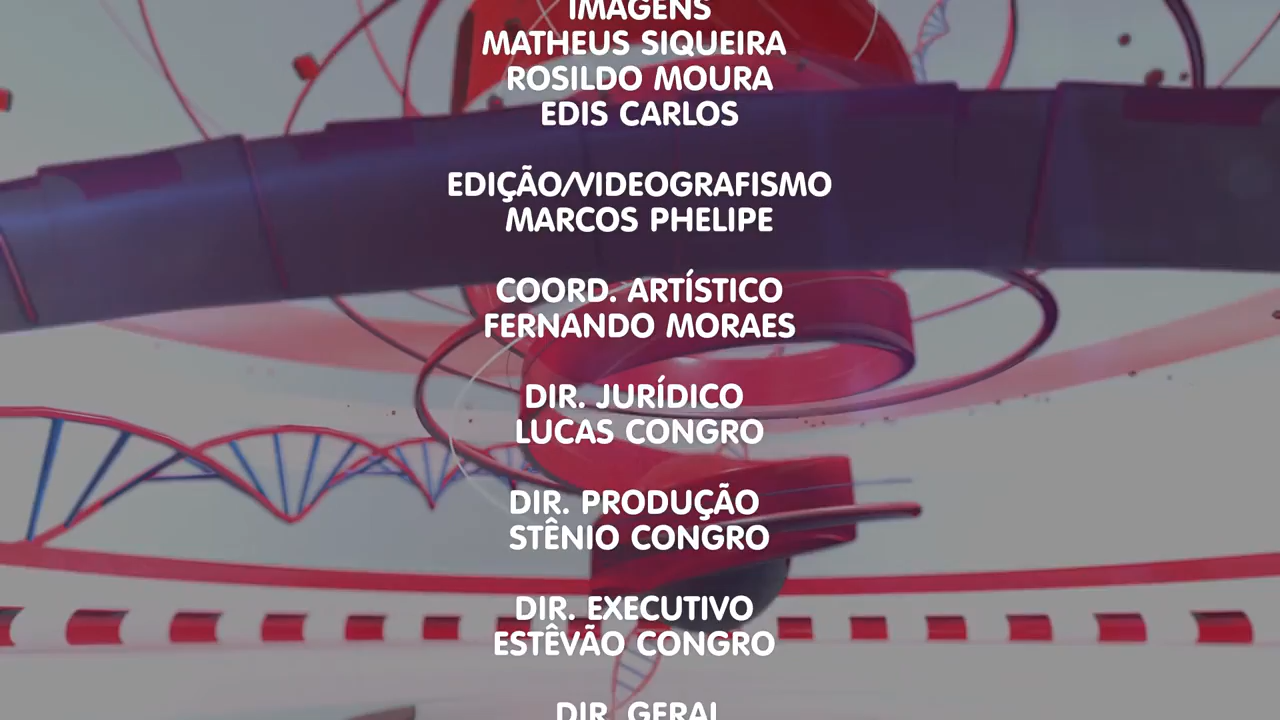 IMAGENS
MATHEUS SIQUEIRA
ROSILDO MOURA
EDIS CARLOS
EDIÇÃO/VIDEOGRAFISMO
MARCOS PHELIPE
COORD. ARTÍSTICO
FERNANDO MORAES
DIR. JURÍDICO
LUCAS CONGRO
DIR. PRODUÇÃO
STÊNIO CONGRO
DIR. EXECUTIVO
ESTÊVÃO CONGRO
DIR. GERAL